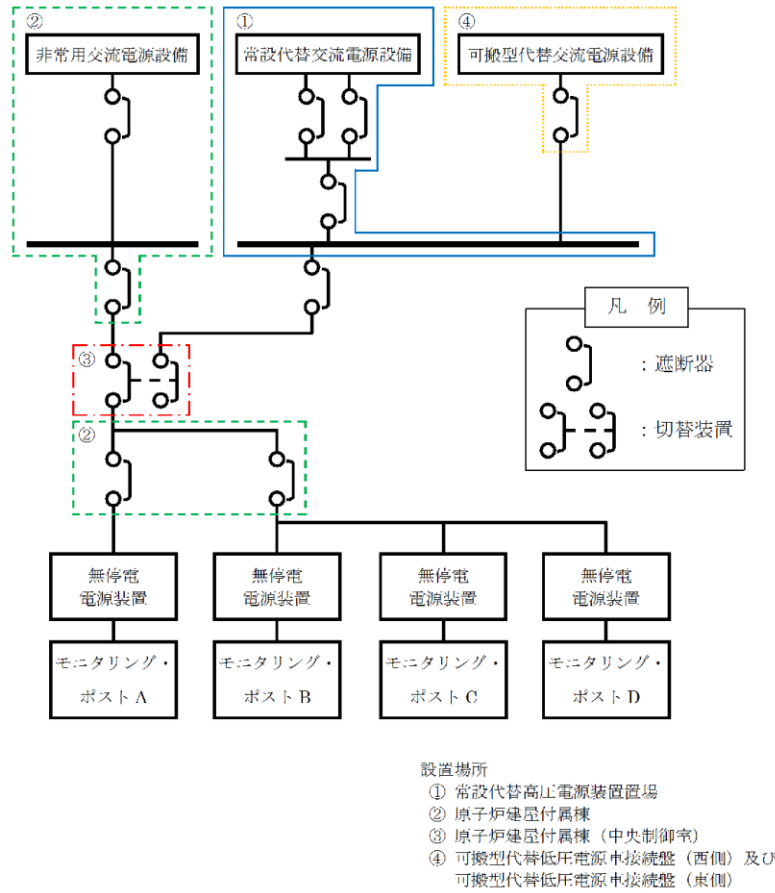 ②
①
④
非常用交流電源設備
常設代替交流電源設備
可搬型代替交流電源設備
凡 例
:遮断器
:切替装置
③
②
無停電
電源装置
無停電
電源装置
無停電
電源装置
無停電
電源装置
モニタリング・
ポストA
モニタリング・
ポストB
モニタリング・
ポストC
モニタリング・
ポストD
設置場所
① 常設代替高圧電源装置置場
② 原子炉建屋付属棟
③ 原子炉建屋付属棟(中央制御室)
④ 可搬型代替低圧電源車接続盤(西側)及び
可搬型代替低圧電源車接続盤(東側)